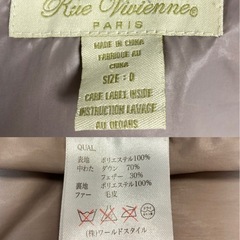 Rue Vivienne®
PARIS
MADE IN CHINA
FABRIQUE AU
CHINA
SIZE : 0
CARE LABEL INSIDE
INSTRUCTION LAVAGE
AU DEDANS
QUAL.
表地 ポリエステル100%
中わた ダウン 70%
フェザー 30%
裏地 ポリエステル100%
ファー 毛皮
(株)ワールドスタイル